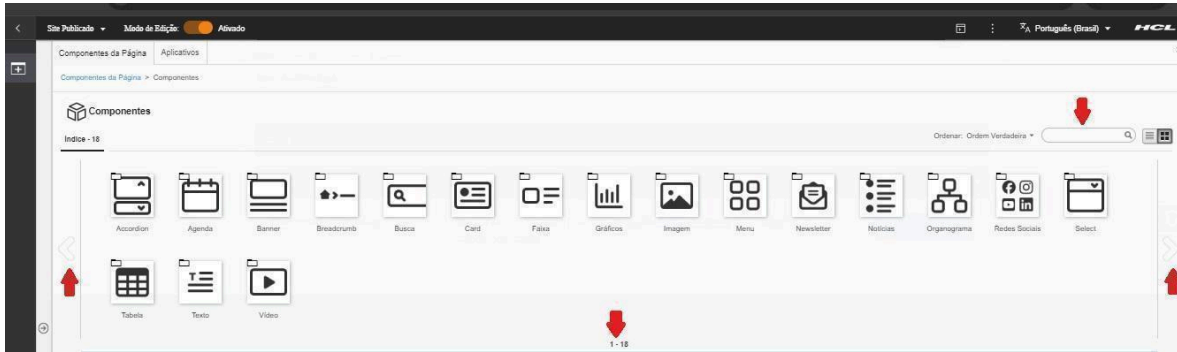 Site Publicado Modo de Edição: Ativado Português (Brasil) HCL
Componentes da Página Aplicativos
Componentes da Página > Componentes
Componentes
Indice - 18
Ordenar: Ordem Verdadeira
Accordion Agenda Banner Breadcrumb Busca Card Faixa Gráficos Imagem Menu Newsletter Notícias Organograma Redes Sociais Select
Tabela Texto Vídeo
1 - 18